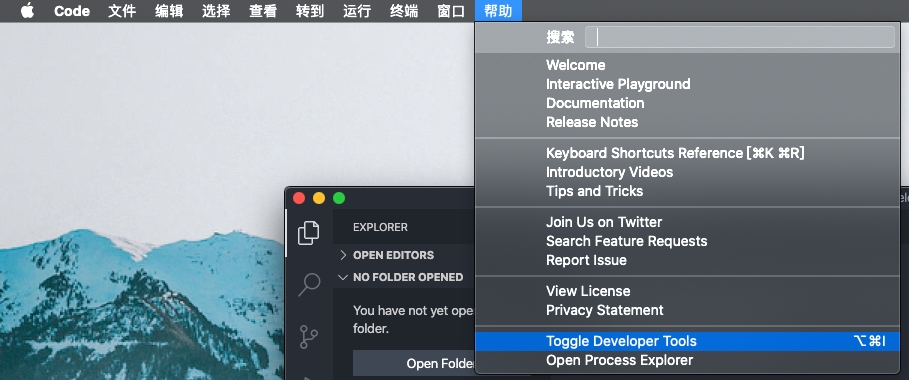 Code 文件 编辑 选择 查看 转到 运行 终端 窗口 帮助
搜索
Welcome
Interactive Playground
Documentation
Release Notes
Keyboard Shortcuts Reference [⌘K ⌘R]
Introductory Videos
Tips and Tricks
Join Us on Twitter
Search Feature Requests
Report Issue
View License
Privacy Statement
Toggle Developer Tools ⌥⌘I
Open Process Explorer
EXPLORER
OPEN EDITORS
NO FOLDER OPENED
You have not yet ope
folder.
Open Folde